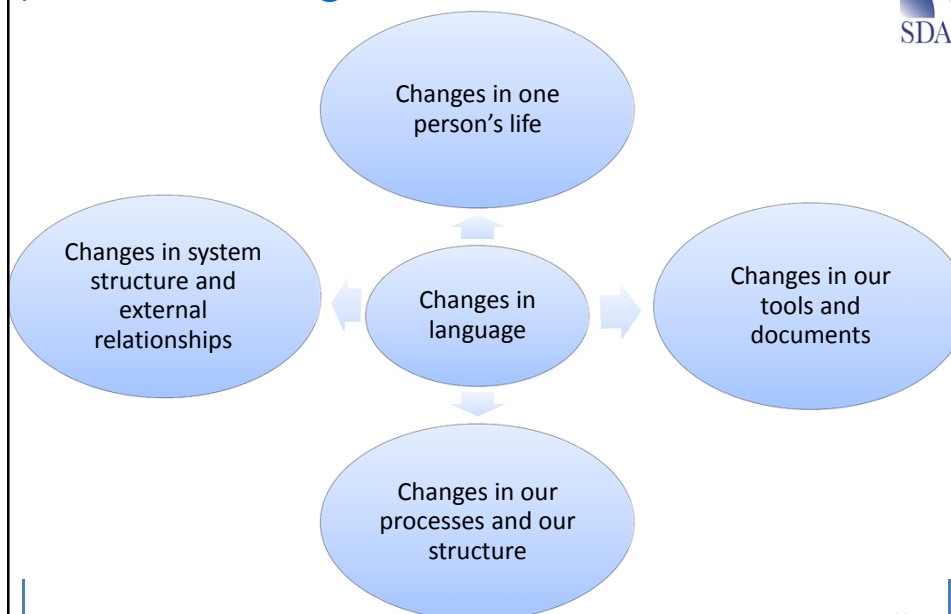 SDA
Changes in one
person's life
Changes in system
structure and
external
relationships
Changes in
language
Changes in our
tools and
documents
Changes in our
processes and our
structure